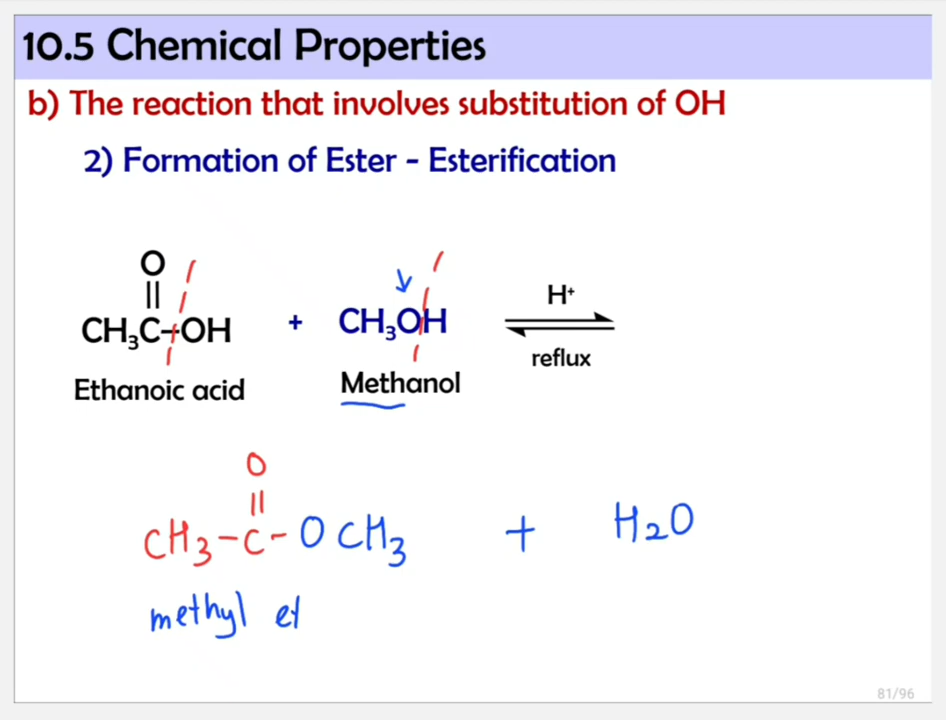 10.5 Chemical Properties
b) The reaction that involves substitution of OH
2) Formation of Ester - Esterification
O
||
CH₃C-OH + CH₃OH H⁺
reflux
Ethanoic acid Methanol
O
||
CH₃-C-OCH₃ + H₂O
methyl et
81/96